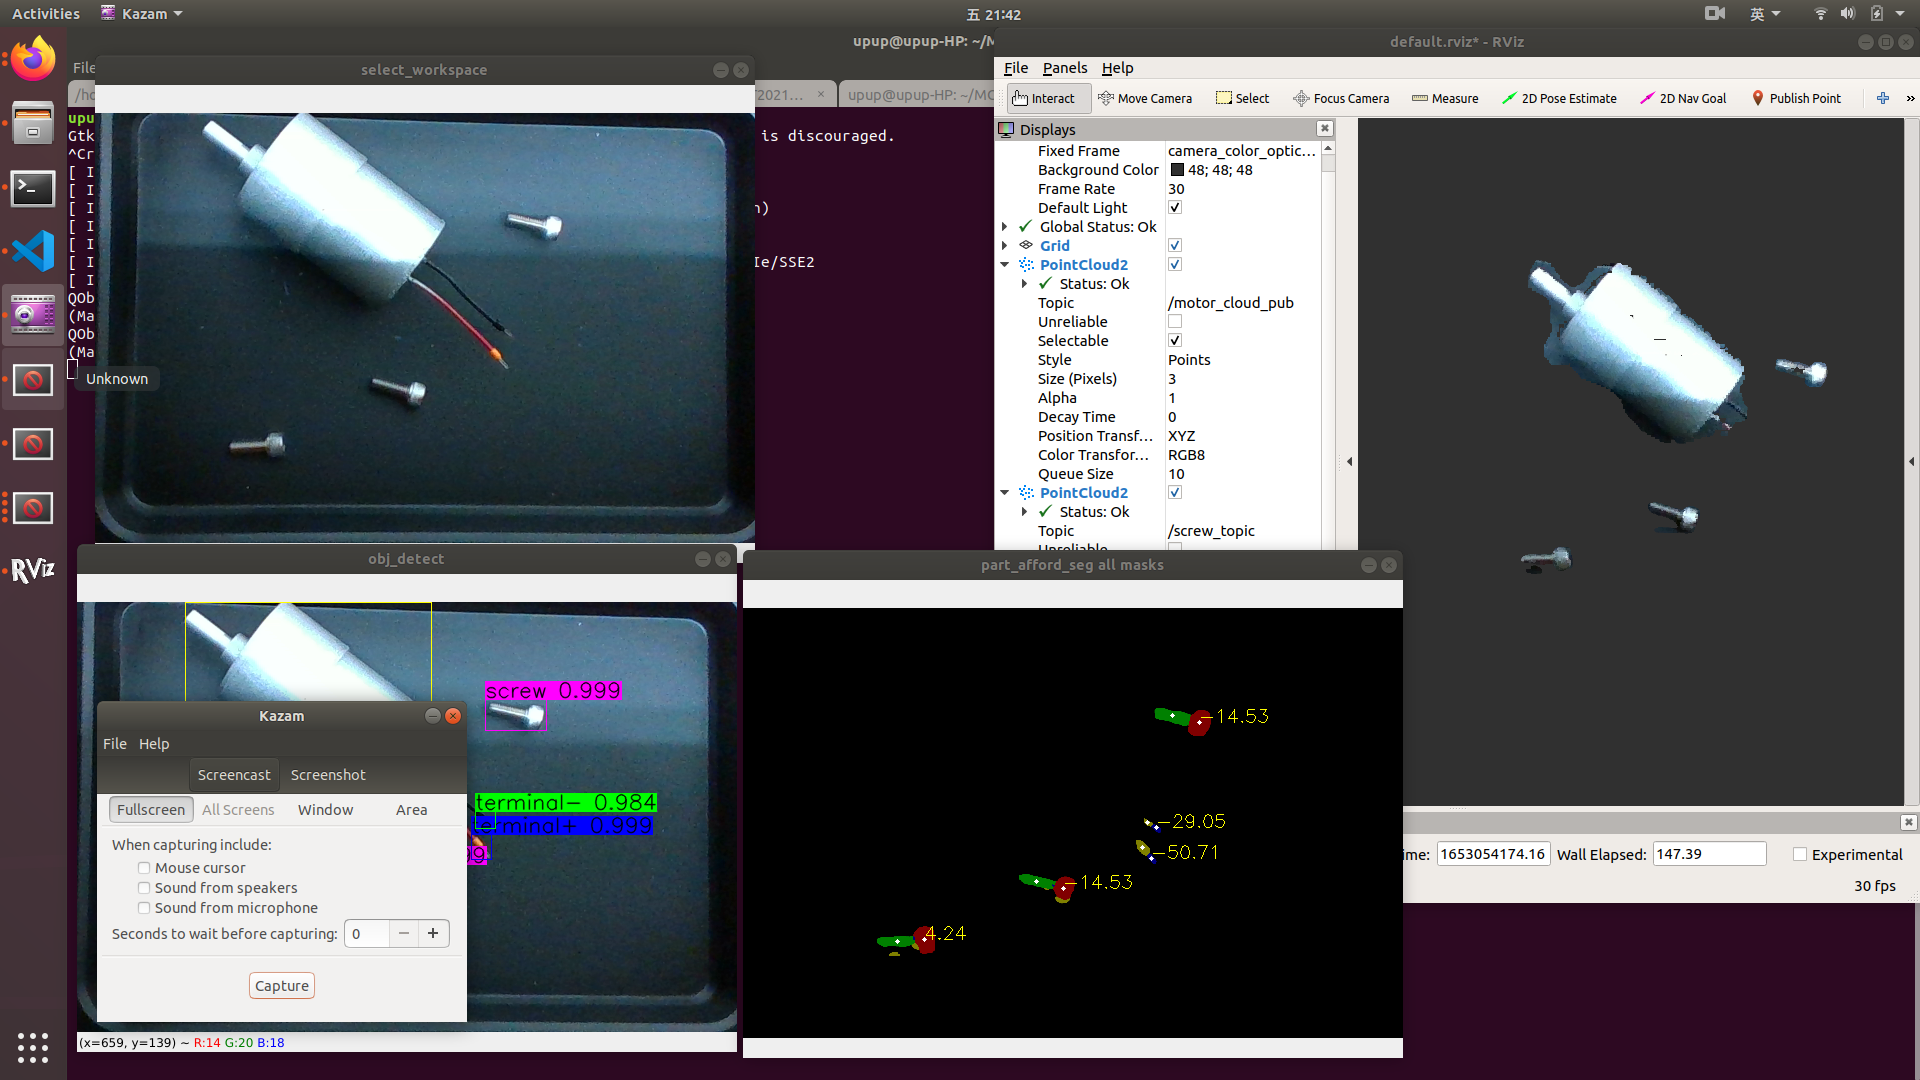 Activities
Kazam
五 21:42
英
upup@upup-HP: ~/M
File
/ho
2021...
upup@upup-HP: ~/MC
upu
Gtk
is discouraged.
^Cr
[ I
[ I
[ I
n)
[ I
[ I
[ I
Ie/SSE2
[ I
QOb
(Ma
QOb
(Ma
Unknown
select_workspace
default.rviz* - RViz
File Panels Help
Interact Move Camera Select Focus Camera Measure 2D Pose Estimate 2D Nav Goal Publish Point »
Displays
Fixed Frame camera_color_optic...
Background Color 48; 48; 48
Frame Rate 30
Default Light ✓
Global Status: Ok
Grid ✓
PointCloud2 ✓
Status: Ok
Topic /motor_cloud_pub
Unreliable
Selectable ✓
Style Points
Size (Pixels) 3
Alpha 1
Decay Time 0
Position Transf... XYZ
Color Transfor... RGB8
Queue Size 10
PointCloud2 ✓
Status: Ok
Topic /screw_topic
Unreliable
RViz
obj_detect
screw 0.999
terminal- 0.984
terminal+ 0.999
99
(x=659, y=139) ~ R:14 G:20 B:18
Kazam
File Help
Screencast Screenshot
Fullscreen All Screens Window Area
When capturing include:
Mouse cursor
Sound from speakers
Sound from microphone
Seconds to wait before capturing: 0 − +
Capture
part_afford_seg all masks
-14.53
-29.05
-50.71
-14.53
4.24
ime: 1653054174.16 Wall Elapsed: 147.39 Experimental
30 fps